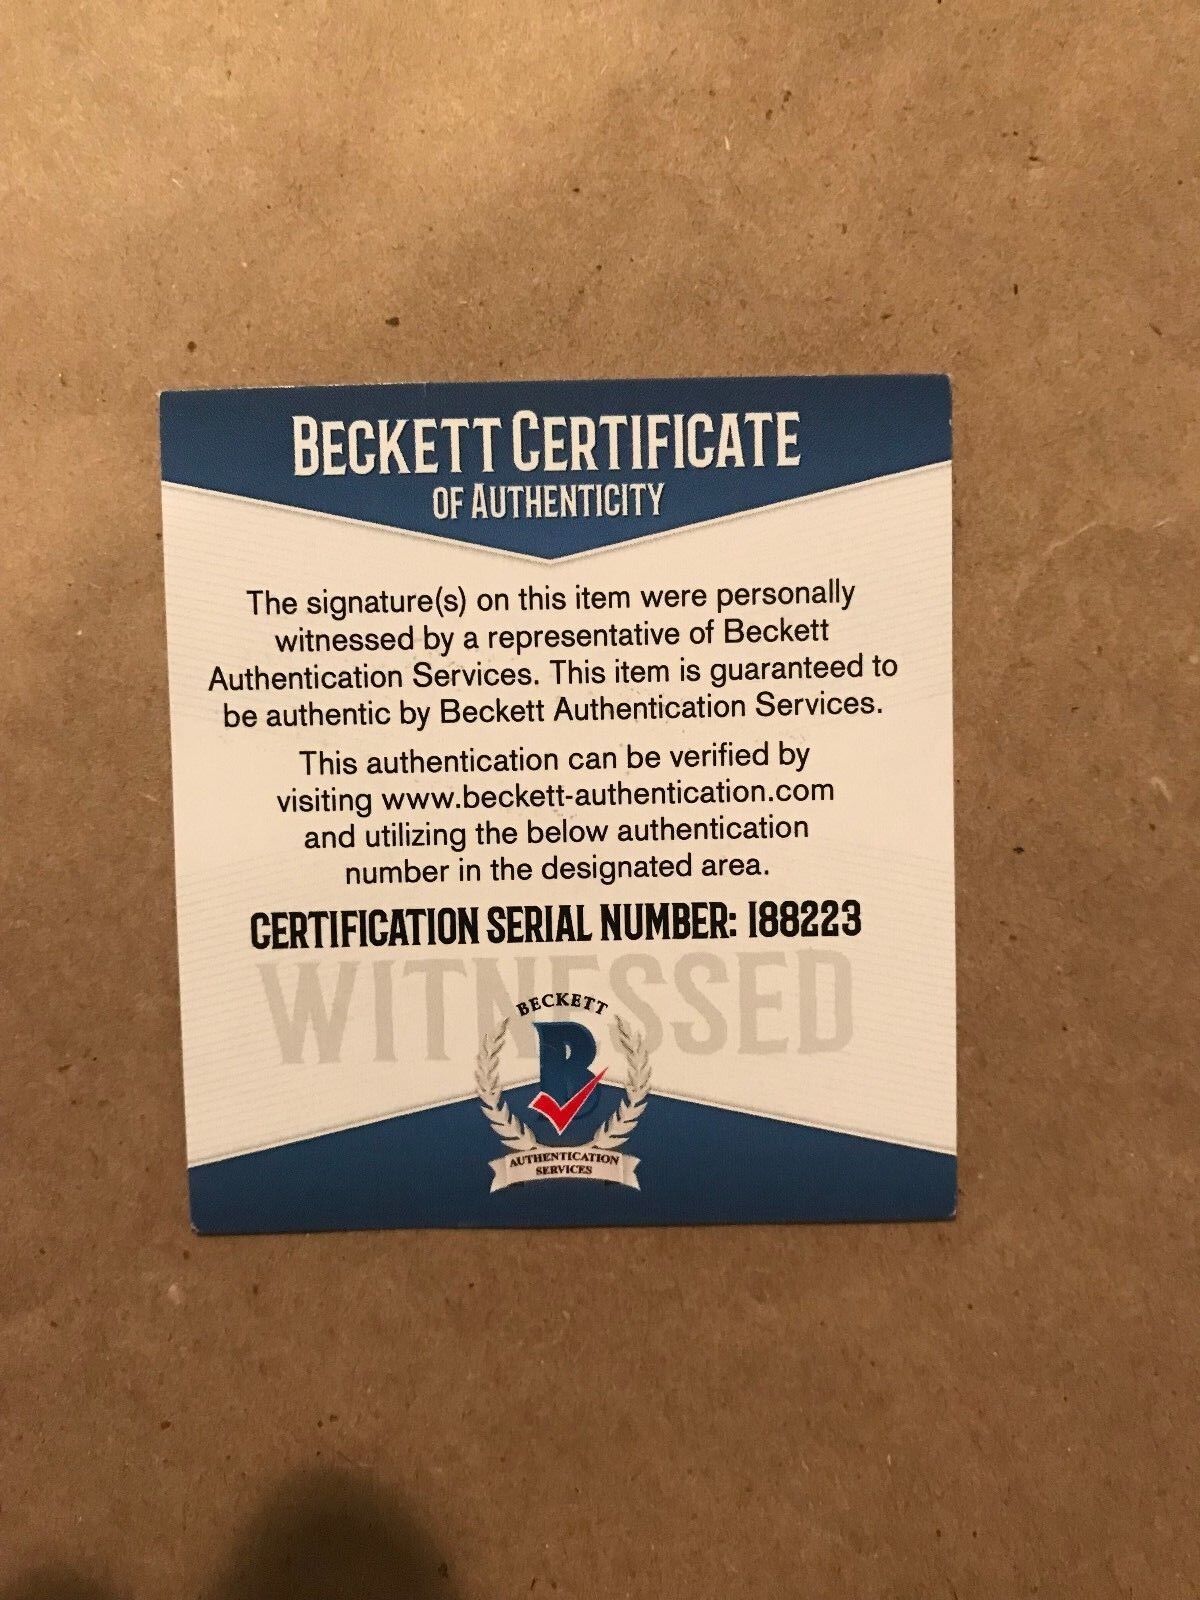 BECKETT CERTIFICATE
OF AUTHENTICITY
The signature(s) on this item were personally
witnessed by a representative of Beckett
Authentication Services. This item is guaranteed to
be authentic by Beckett Authentication Services.
This authentication can be verified by
visiting www.beckett-authentication.com
and utilizing the below authentication
number in the designated area.
CERTIFICATION SERIAL NUMBER: I88223
WITNESSED
BECKETT
B
AUTHENTICATION
SERVICES